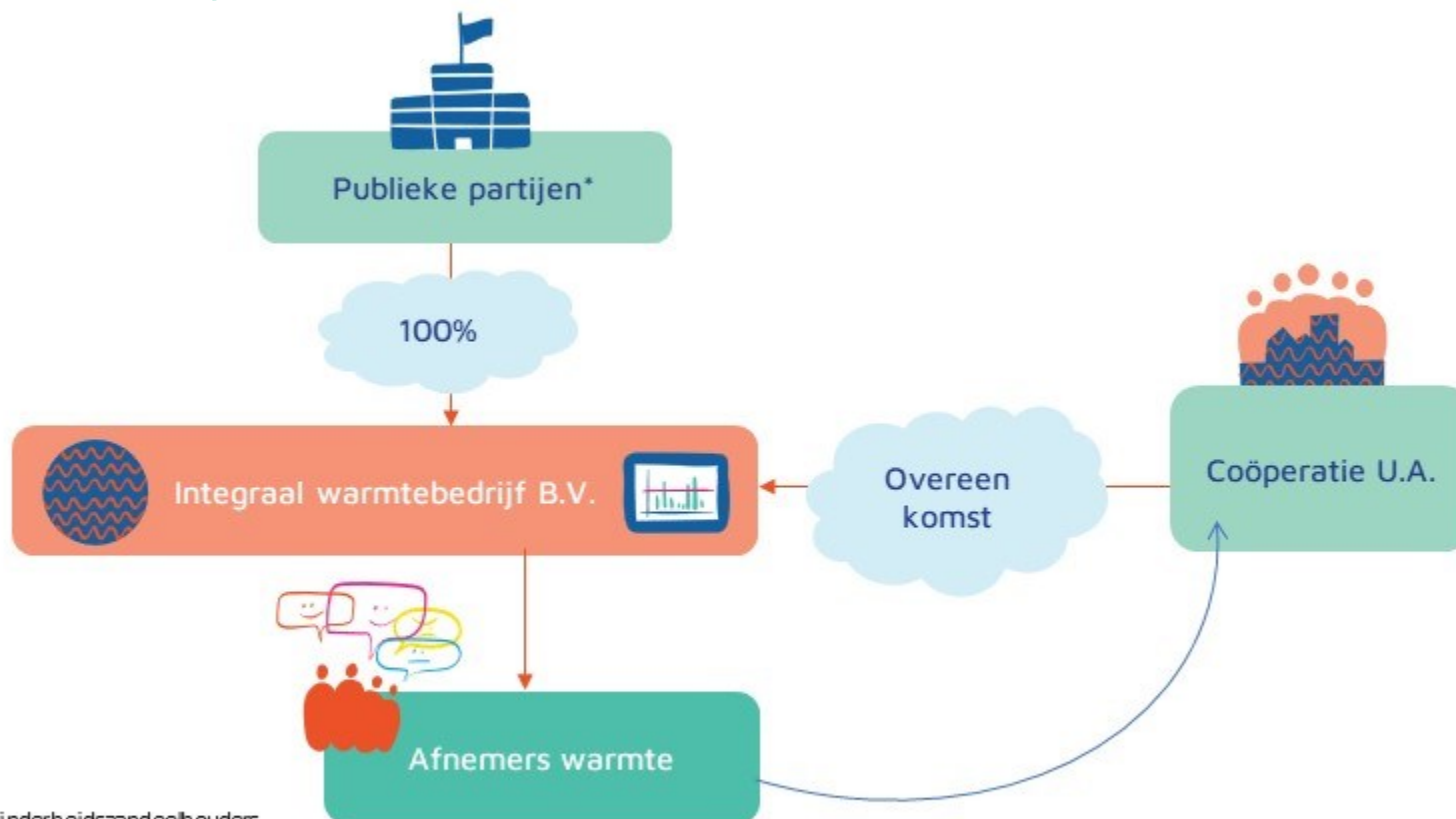 Publieke partijen*
100%
Integraal warmtebedrijf B.V.
Overeen
komst
Coöperatie U.A.
Afnemers warmte